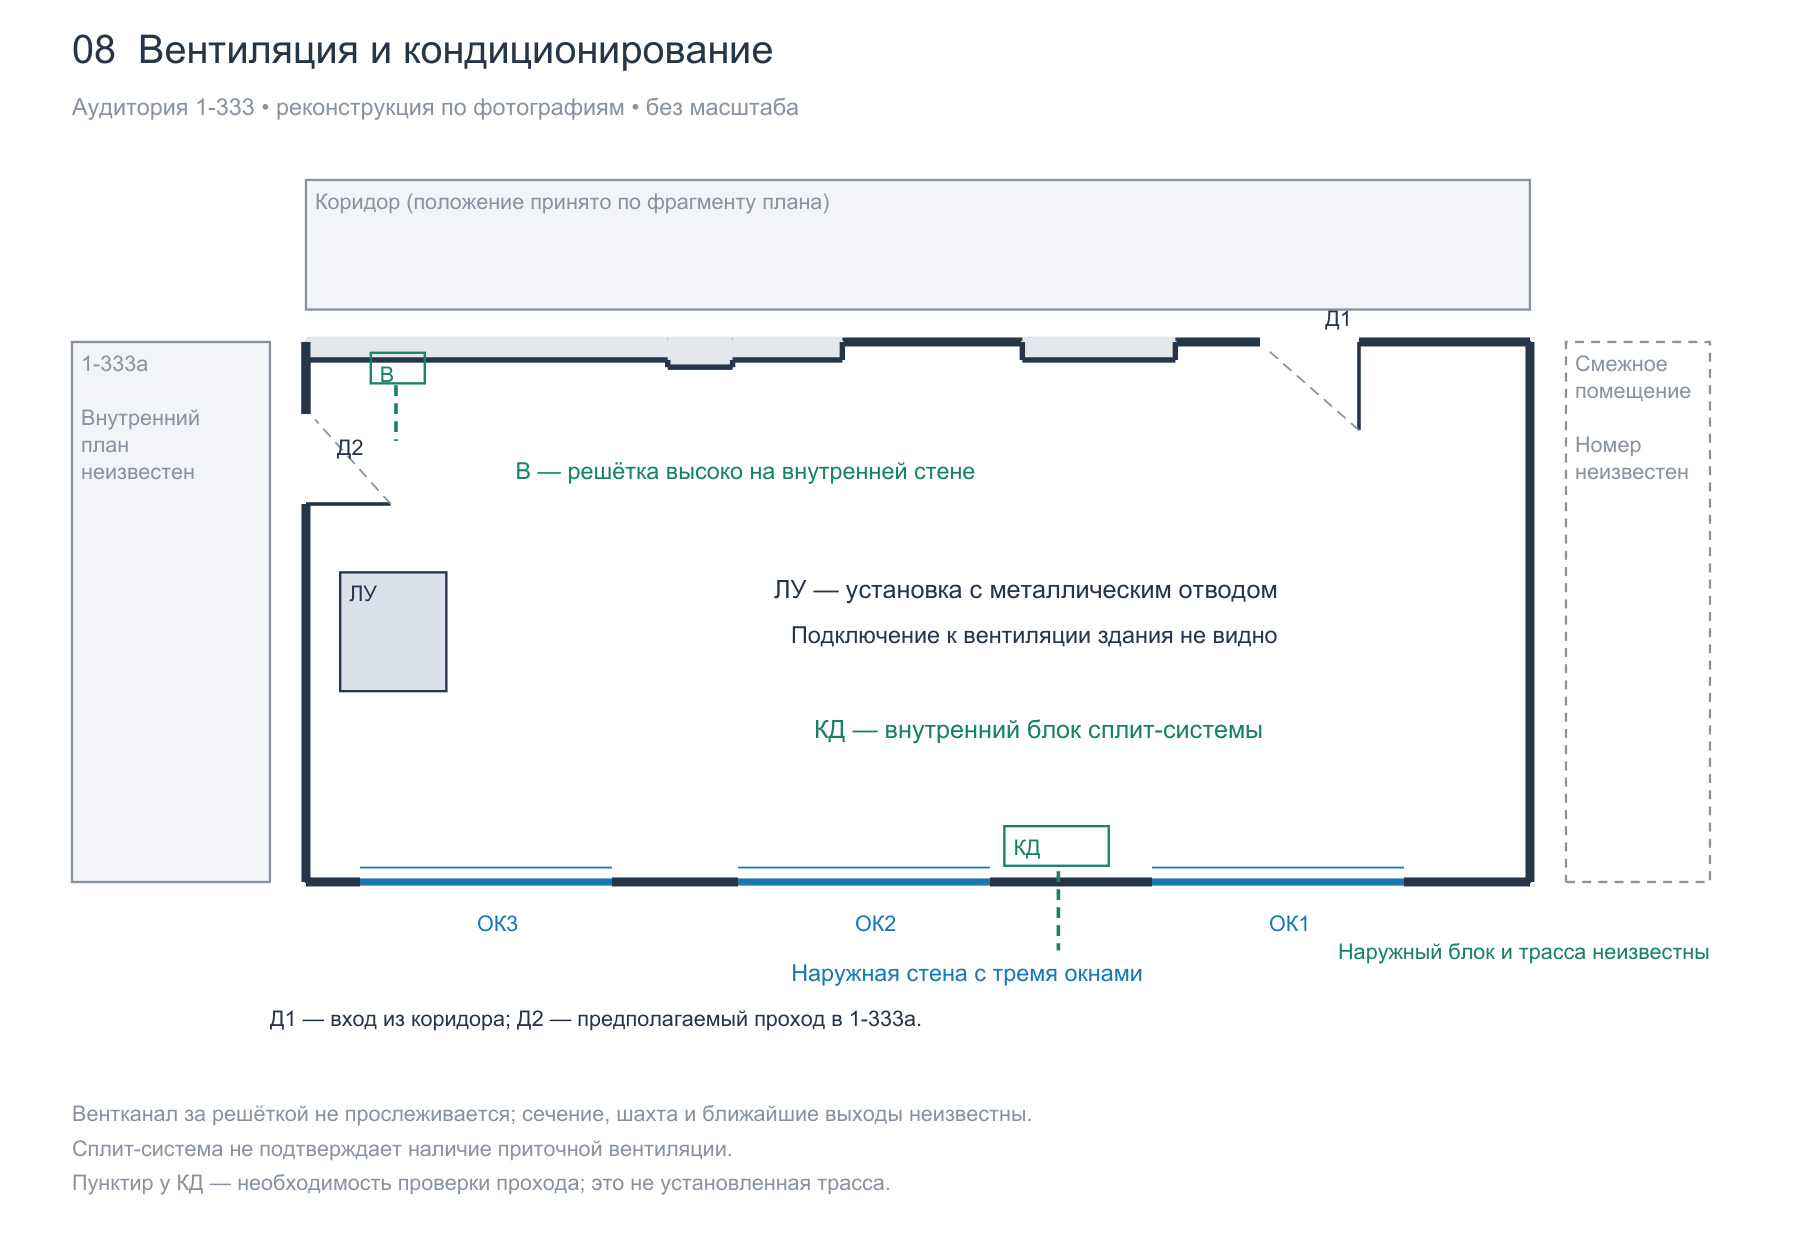 08 Вентиляция и кондиционирование
Аудитория 1-333 • реконструкция по фотографиям • без масштаба
Коридор (положение принято по фрагменту плана)
Д1
1-333а
Внутренний
план
неизвестен
В
Д2
В — решётка высоко на внутренней стене
Смежное
помещение
Номер
неизвестен
ЛУ
ЛУ — установка с металлическим отводом
Подключение к вентиляции здания не видно
КД — внутренний блок сплит-системы
КД
ОК3
ОК2
ОК1
Наружный блок и трасса неизвестны
Наружная стена с тремя окнами
Д1 — вход из коридора; Д2 — предполагаемый проход в 1-333а.
Вентканал за решёткой не прослеживается; сечение, шахта и ближайшие выходы неизвестны.
Сплит-система не подтверждает наличие приточной вентиляции.
Пунктир у КД — необходимость проверки прохода; это не установленная трасса.